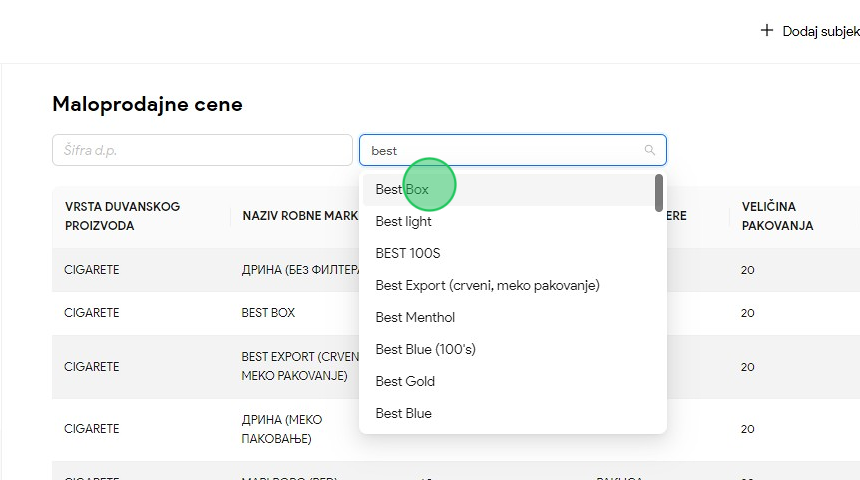 + Dodaj subjek
Maloprodajne cene
Šifra d.p.
best
Best Box
Best light
BEST 100S
Best Export (crveni, meko pakovanje)
Best Menthol
Best Blue (100's)
Best Gold
Best Blue
VRSTA DUVANSKOG
PROIZVODA
NAZIV ROBNE MARK
ERE
VELIČINA
PAKOVANJA
CIGARETE
ДРИНА (БЕЗ ФИЛТЕРА
20
CIGARETE
BEST BOX
20
CIGARETE
BEST EXPORT (CRVEN
MEKO PAKOVANJE)
20
CIGARETE
ДРИНА (МЕКО
ПАКОВАЊЕ)
20